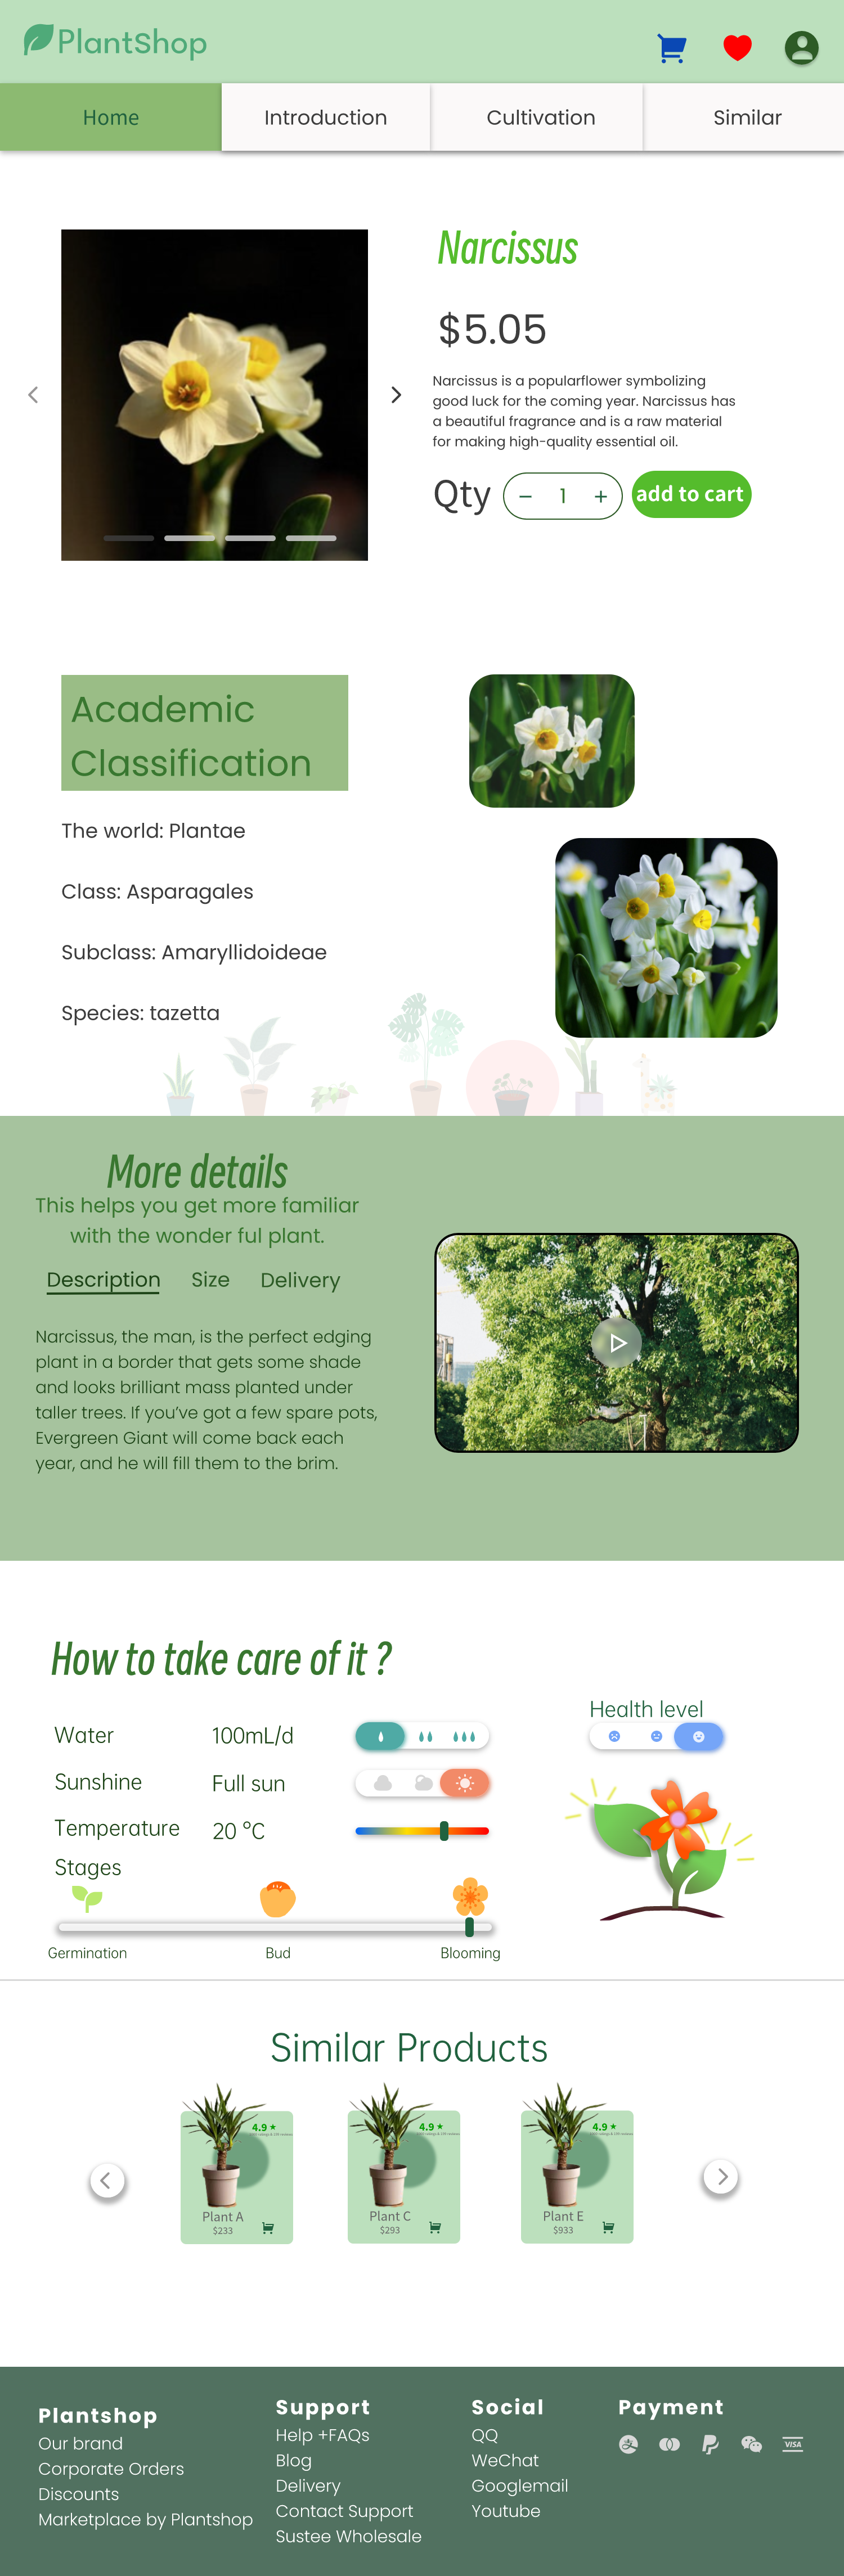 PlantShop
Home
Introduction
Cultivation
Similar
Narcissus
$5.05
Narcissus is a popularflower symbolizing
good luck for the coming year. Narcissus has
a beautiful fragrance and is a raw material
for making high-quality essential oil.
Qty
− 1 +
add to cart
Academic
Classification
The world: Plantae
Class: Asparagales
Subclass: Amaryllidoideae
Species: tazetta
More details
This helps you get more familiar
with the wonder ful plant.
Description
Size
Delivery
Narcissus, the man, is the perfect edging
plant in a border that gets some shade
and looks brilliant mass planted under
taller trees. If you’ve got a few spare pots,
Evergreen Giant will come back each
year, and he will fill them to the brim.
How to take care of it ?
Health level
Water
100mL/d
Sunshine
Full sun
Temperature
20 °C
Stages
Germination
Bud
Blooming
Similar Products
4.9 ★
Plant A
$233
4.9 ★
Plant C
$293
4.9 ★
Plant E
$933
Plantshop
Our brand
Corporate Orders
Discounts
Marketplace by Plantshop
Support
Help +FAQs
Blog
Delivery
Contact Support
Sustee Wholesale
Social
QQ
WeChat
Googlemail
Youtube
Payment
VISA